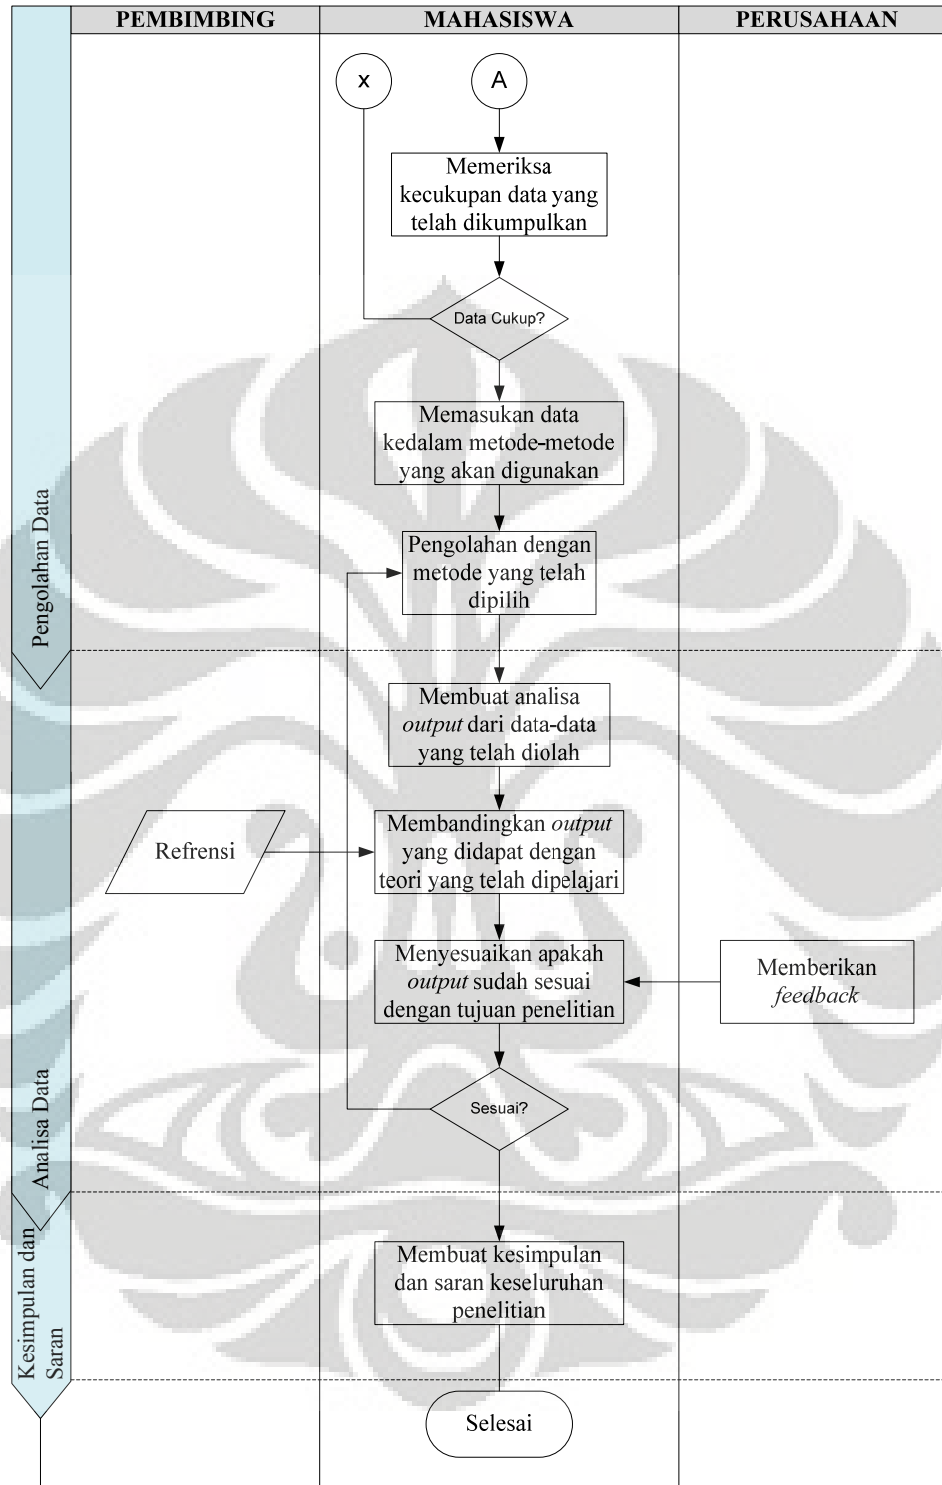 PEMBIMBING
MAHASISWA
PERUSAHAAN
x
A
Memeriksa
kecukupan data yang
telah dikumpulkan
Data Cukup?
Memasukan data
kedalam metode-metode
yang akan digunakan
Pengolahan dengan
metode yang telah
dipilih
Pengolahan Data
Membuat analisa
output dari data-data
yang telah diolah
Refrensi
Membandingkan output
yang didapat dengan
teori yang telah dipelajari
Menyesuaikan apakah
output sudah sesuai
dengan tujuan penelitian
Memberikan
feedback
Sesuai?
Analisa Data
Membuat kesimpulan
dan saran keseluruhan
penelitian
Kesimpulan dan
Saran
Selesai